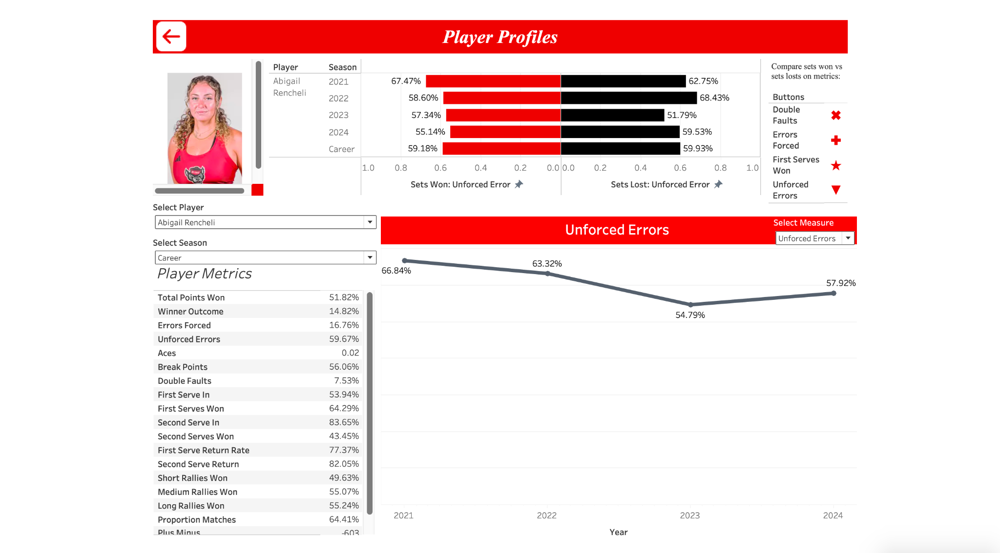 Player Profiles
Player Season
Abigail
Rencheli
2021 67.47% 62.75%
2022 58.60% 68.43%
2023 57.34% 51.79%
2024 55.14% 59.53%
Career 59.18% 59.93%
1.0 0.8 0.6 0.4 0.2 0.0 0.0 0.2 0.4 0.6 0.8 1.0
Sets Won: Unforced Error Sets Lost: Unforced Error
Compare sets won vs
sets losts on metrics:
Buttons
Double
Faults
Errors
Forced
First Serves
Won
Unforced
Errors
Select Player
Abigail Rencheli
Select Season
Career
Player Metrics
Total Points Won 51.82%
Winner Outcome 14.82%
Errors Forced 16.76%
Unforced Errors 59.67%
Aces 0.02
Break Points 56.06%
Double Faults 7.53%
First Serve In 53.94%
First Serves Won 64.29%
Second Serve In 83.65%
Second Serves Won 43.45%
First Serve Return Rate 77.37%
Second Serve Return 82.05%
Short Rallies Won 49.63%
Medium Rallies Won 55.07%
Long Rallies Won 55.24%
Proportion Matches 64.41%
Plus Minus -603
Unforced Errors
Select Measure
Unforced Errors
66.84%
63.32%
54.79%
57.92%
2021 2022 2023 2024
Year